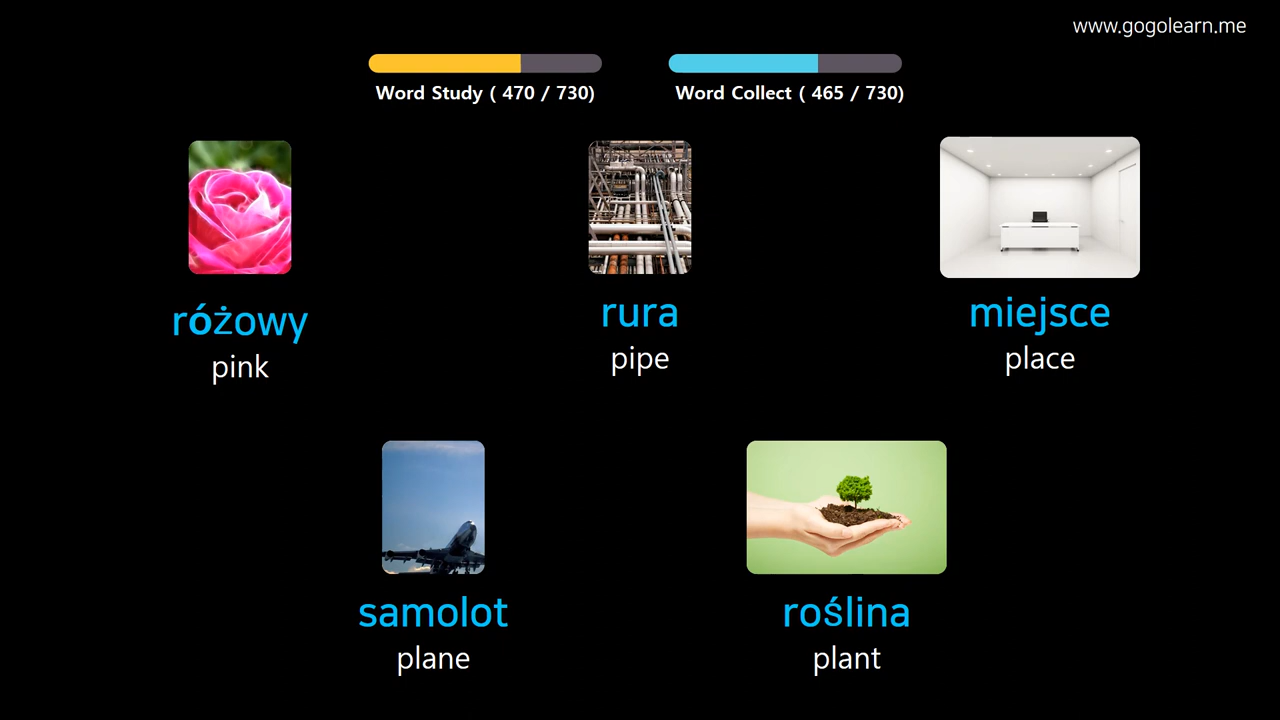 www.gogolearn.me
Word Study ( 470 / 730)
Word Collect ( 465 / 730)
różowy
pink
rura
pipe
miejsce
place
samolot
plane
roślina
plant